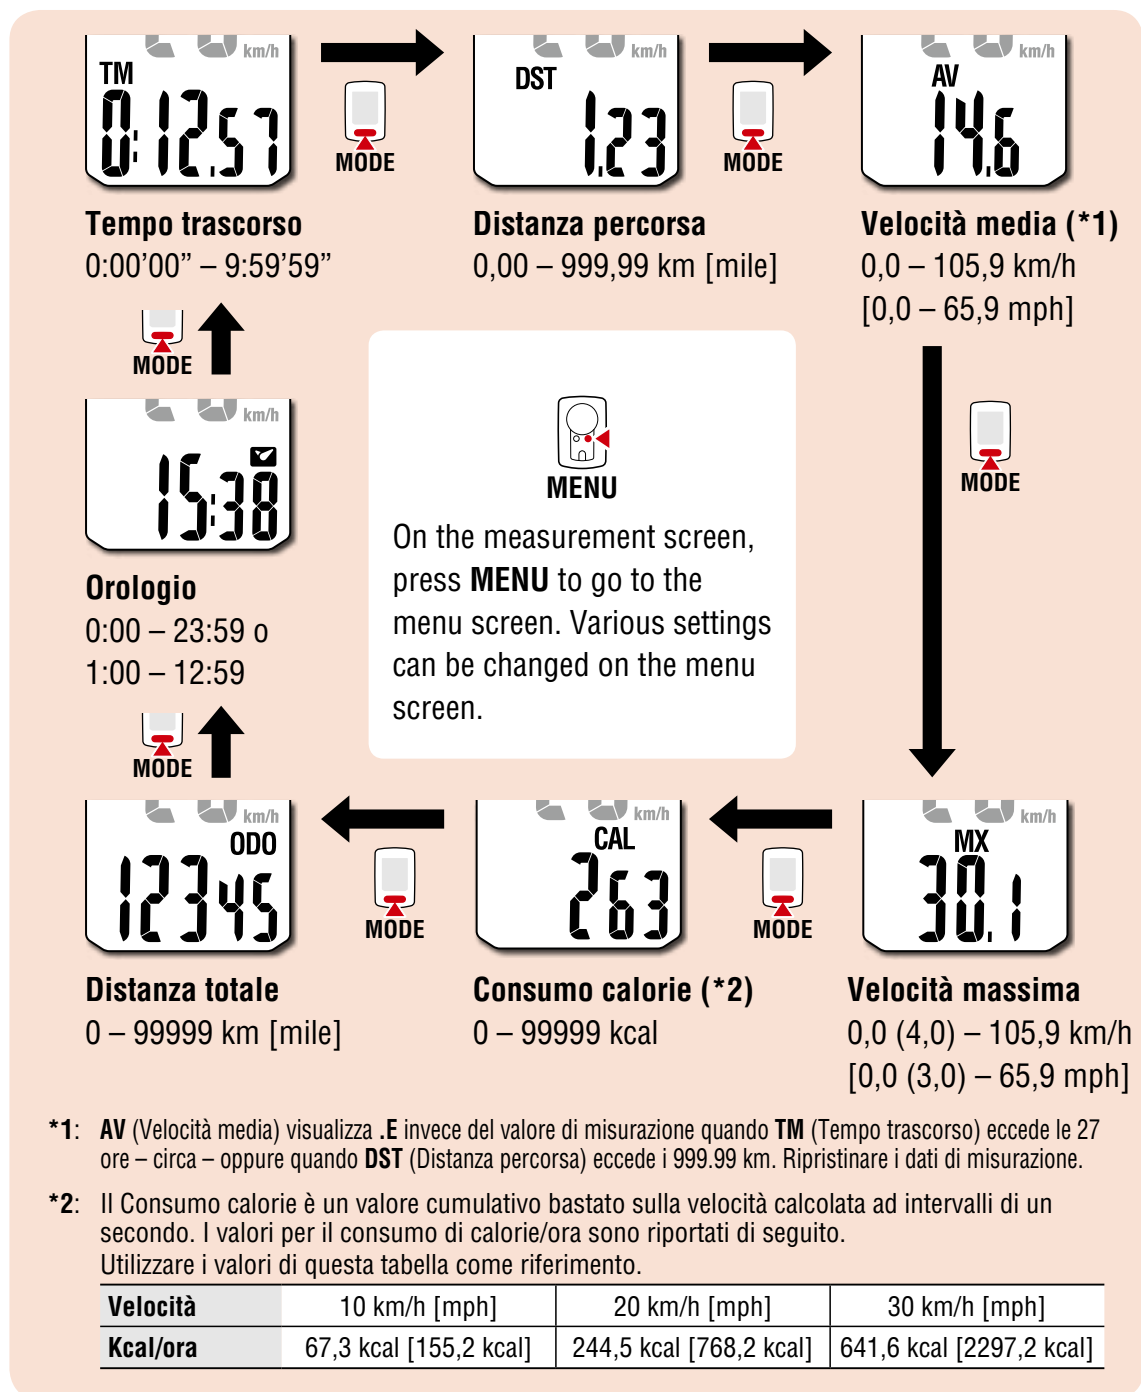 km/h
TM
0:12.57
MODE
km/h
DST
1.23
MODE
km/h
AV
14.6
Tempo trascorso
0:00’00” – 9:59’59”
Distanza percorsa
0,00 – 999,99 km [mile]
Velocità media (*1)
0,0 – 105,9 km/h
[0,0 – 65,9 mph]
MODE
km/h
15:38
Orologio
0:00 – 23:59 o
1:00 – 12:59
MODE
MENU
On the measurement screen,
press MENU to go to the
menu screen. Various settings
can be changed on the menu
screen.
MODE
km/h
ODO
12345
MODE
km/h
CAL
263
MODE
km/h
MX
30.1
Distanza totale
0 – 99999 km [mile]
Consumo calorie (*2)
0 – 99999 kcal
Velocità massima
0,0 (4,0) – 105,9 km/h
[0,0 (3,0) – 65,9 mph]
*1: AV (Velocità media) visualizza .E invece del valore di misurazione quando TM (Tempo trascorso) eccede le 27
ore – circa – oppure quando DST (Distanza percorsa) eccede i 999.99 km. Ripristinare i dati di misurazione.
*2: Il Consumo calorie è un valore cumulativo bastato sulla velocità calcolata ad intervalli di un
secondo. I valori per il consumo di calorie/ora sono riportati di seguito.
Utilizzare i valori di questa tabella come riferimento.
Velocità 10 km/h [mph] 20 km/h [mph] 30 km/h [mph]
Kcal/ora 67,3 kcal [155,2 kcal] 244,5 kcal [768,2 kcal] 641,6 kcal [2297,2 kcal]